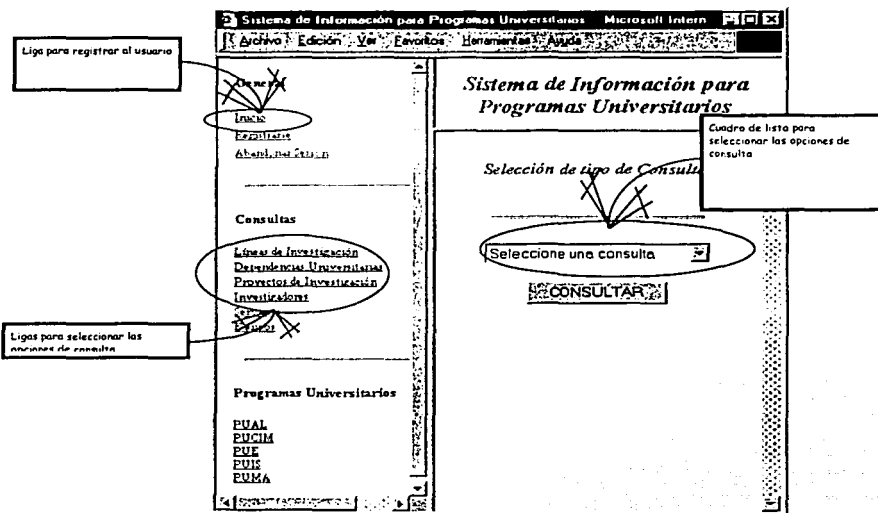 Sistema de Información para Programas Universitarios Microsoft Intern
Archivo Edición Ver Favoritos Herramientas Ayuda
Liga para registrar al usuario
General
Inicio
Registrarse
Abandonar Sesión
Consultas
Líneas de Investigación
Dependencias Universitarias
Proyectos de Investigación
Investigadores
Ligas para seleccionar las
opciones de consulta
Programas Universitarios
PUAL
PUCIM
PUE
PUIS
PUMA
Sistema de Información para
Programas Universitarios
Cuadro de lista para
seleccionar las opciones de
consulta
Selección de tipo de Consulta
Seleccione una consulta
CONSULTAR